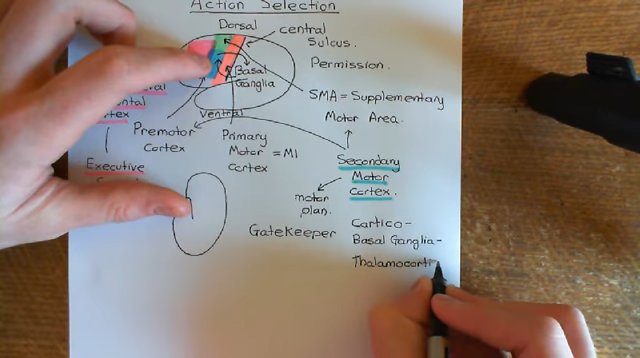 Action Selection
Dorsal
central
Sulcus.
Permission.
Basal
Ganglia
SMA = Supplementary
Motor Area.
Ventral
Premotor
Cortex
Primary
Motor = M1
Cortex
Secondary
Motor
Cortex.
Executive
motor
plan.
Gatekeeper
Cortico-
Basal Ganglia-
Thalamocorti